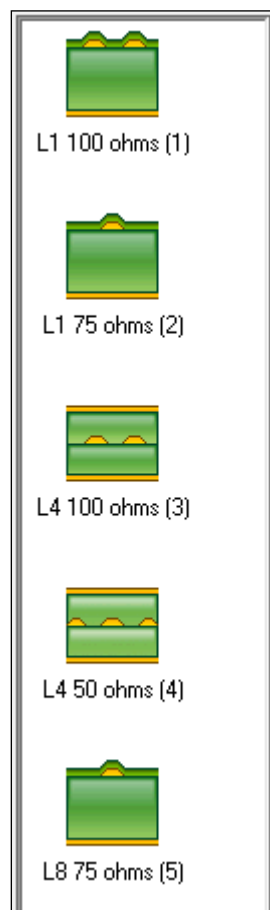 L1 100 ohms (1)
L1 75 ohms (2)
L4 100 ohms (3)
L4 50 ohms (4)
L8 75 ohms (5)